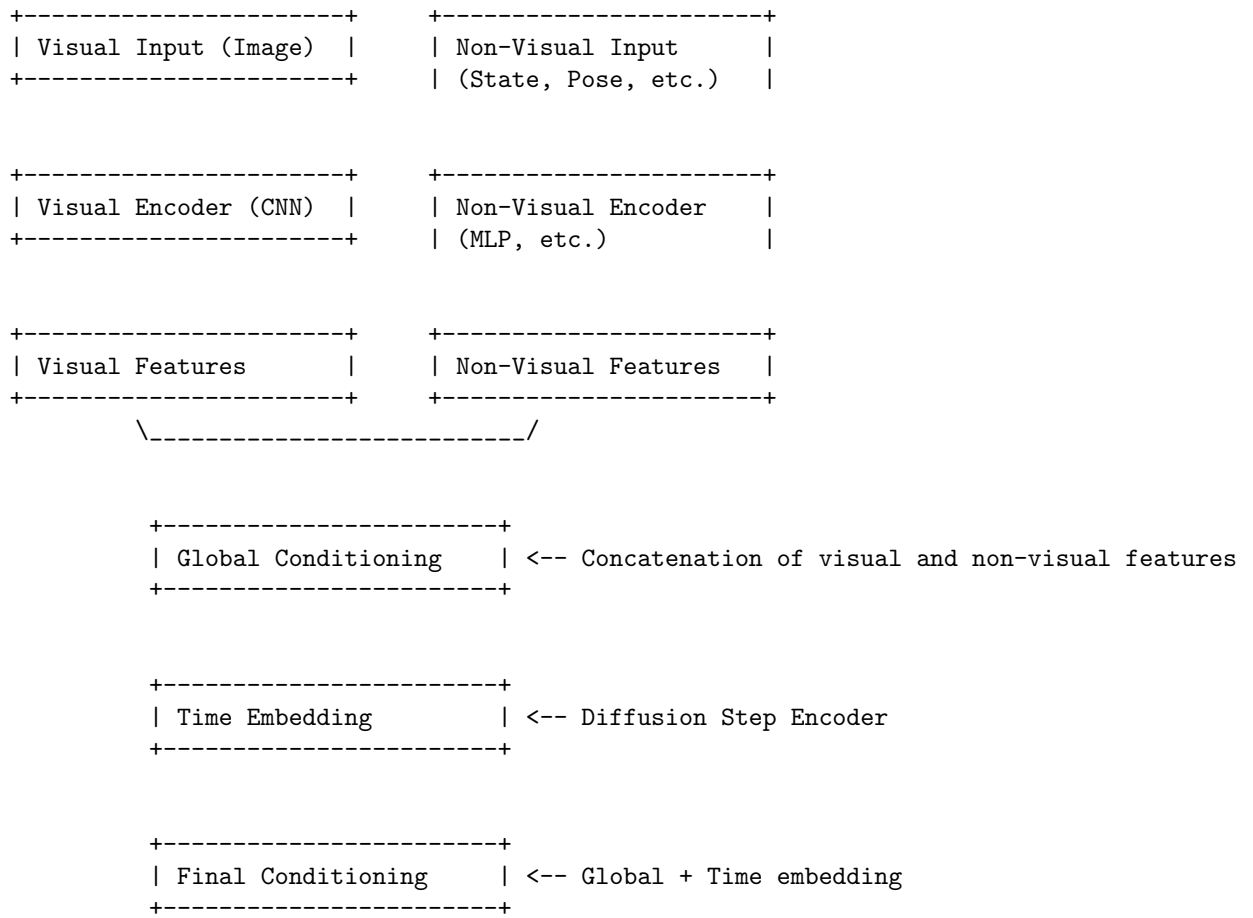 +-----------------------+     +-----------------------+
| Visual Input (Image)  |     | Non-Visual Input      |
+-----------------------+     | (State, Pose, etc.)   |
+-----------------------+     +-----------------------+
| Visual Encoder (CNN)  |     | Non-Visual Encoder    |
+-----------------------+     | (MLP, etc.)           |
+-----------------------+     +-----------------------+
| Visual Features       |     | Non-Visual Features   |
+-----------------------+     +-----------------------+
\___________________________/
+-------------------------+
| Global Conditioning     | <-- Concatenation of visual and non-visual features
+-------------------------+
+-------------------------+
| Time Embedding          | <-- Diffusion Step Encoder
+-------------------------+
+-------------------------+
| Final Conditioning      | <-- Global + Time embedding
+-------------------------+